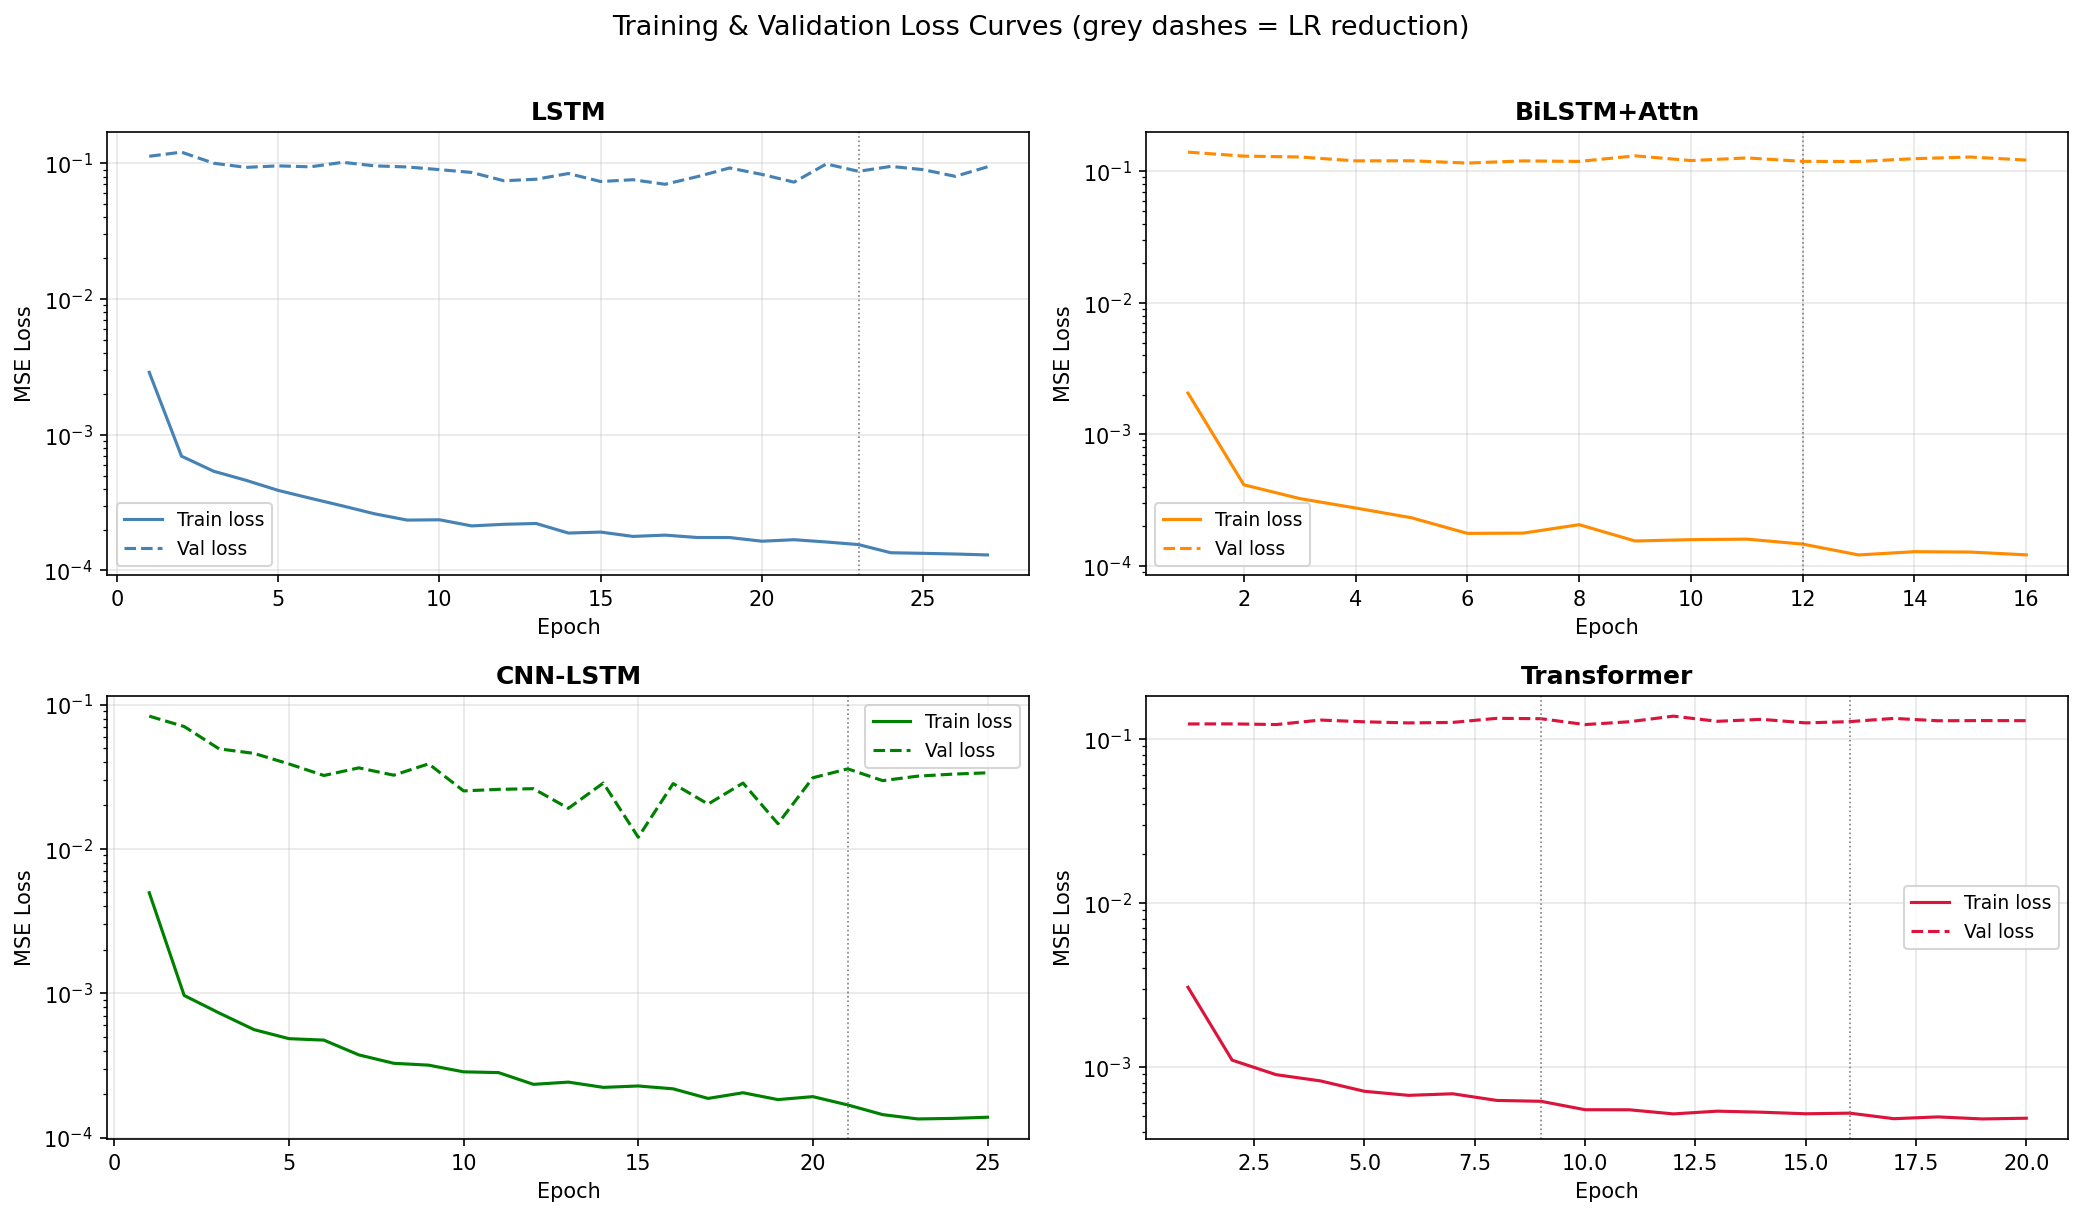 Training & Validation Loss Curves (grey dashes = LR reduction)
LSTM
MSE Loss
10⁻¹
10⁻²
10⁻³
10⁻⁴
Train loss
Val loss
0 5 10 15 20 25
Epoch
BiLSTM+Attn
MSE Loss
10⁻¹
10⁻²
10⁻³
10⁻⁴
Train loss
Val loss
2 4 6 8 10 12 14 16
Epoch
CNN-LSTM
MSE Loss
10⁻¹
10⁻²
10⁻³
10⁻⁴
Train loss
Val loss
0 5 10 15 20 25
Epoch
Transformer
MSE Loss
10⁻¹
10⁻²
10⁻³
Train loss
Val loss
2.5 5.0 7.5 10.0 12.5 15.0 17.5 20.0
Epoch